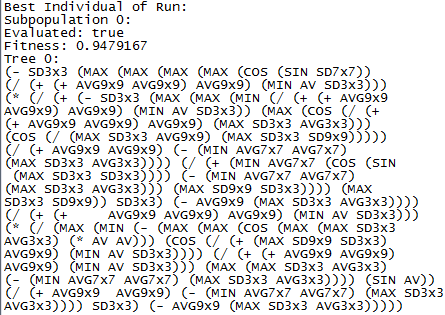 Best Individual of Run:
Subpopulation 0:
Evaluated: true
Fitness: 0.9479167
Tree 0:
(- SD3x3 (MAX (MAX (MAX (MAX (COS (SIN SD7x7))
(/ (+ (+ AVG9x9 AVG9x9) AVG9x9) (MIN AV SD3x3)))
(* (/ (+ (- SD3x3 (MAX (MAX (MIN (/ (+ (+ AVG9x9
AVG9x9) AVG9x9) (MIN AV SD3x3)) (MAX (COS (/ (+
(+ AVG9x9 AVG9x9) AVG9x9) (MAX SD3x3 AVG3x3)))
(COS (/ (MAX SD3x3 AVG9x9) (MAX SD3x3 SD9x9)))))
(/ (+ AVG9x9 AVG9x9) (- (MIN AVG7x7 AVG7x7)
(MAX SD3x3 AVG3x3)))) (/ (+ (MIN AVG7x7 (COS (SIN
(MAX SD3x3 SD3x3)))) (- (MIN AVG7x7 AVG7x7)
(MAX SD3x3 AVG3x3))) (MAX SD9x9 SD3x3)))) (MAX
SD3x3 SD9x9)) SD3x3) (- AVG9x9 (MAX SD3x3 AVG3x3))))
(/ (+ (+ AVG9x9 AVG9x9) AVG9x9) (MIN AV SD3x3)))
(* (/ (MAX (MIN (- (MAX (MAX (COS (MAX (MAX SD3x3
AVG3x3) (* AV AV))) (COS (/ (+ (MAX SD9x9 SD3x3)
AVG9x9) (MIN AV SD3x3)))) (/ (+ (+ AVG9x9 AVG9x9)
AVG9x9) (MIN AV SD3x3))) (MAX (MAX SD3x3 AVG3x3)
(- (MIN AVG7x7 AVG7x7) (MAX SD3x3 AVG3x3)))) (SIN AV))
(/ (+ AVG9x9 AVG9x9) (- (MIN AVG7x7 AVG7x7) (MAX SD3x3
AVG3x3)))) SD3x3) (- AVG9x9 (MAX SD3x3 AVG3x3)))))